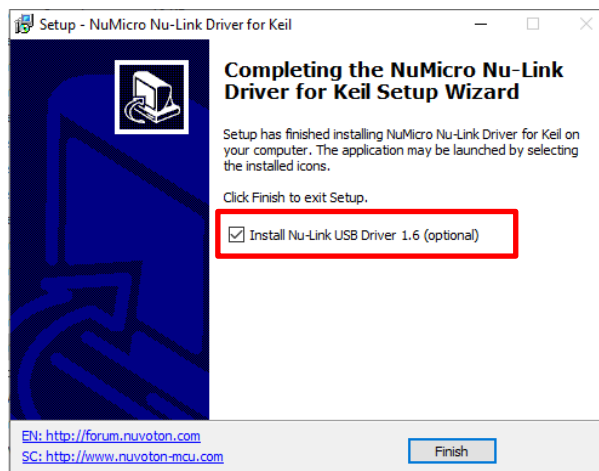 Setup - NuMicro Nu-Link Driver for Keil
Completing the NuMicro Nu-Link
Driver for Keil Setup Wizard
Setup has finished installing NuMicro Nu-Link Driver for Keil on
your computer. The application may be launched by selecting
the installed icons.
Click Finish to exit Setup.
Install Nu-Link USB Driver 1.6 (optional)
EN: http://forum.nuvoton.com
SC: http://www.nuvoton-mcu.com
Finish